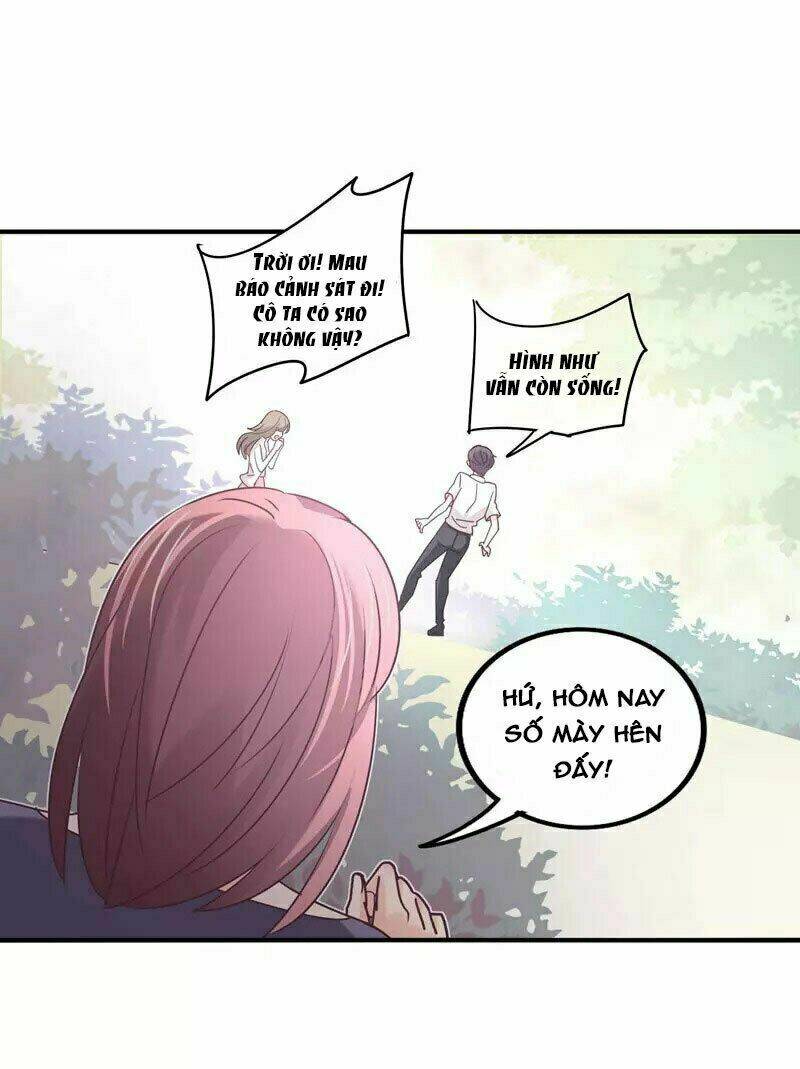 Trời ơi! Mau
báo cảnh sát đi!
Cô ta có sao
không vậy?
Hình như
vẫn còn sống!
Hứ, hôm nay
số mày hên
đấy!